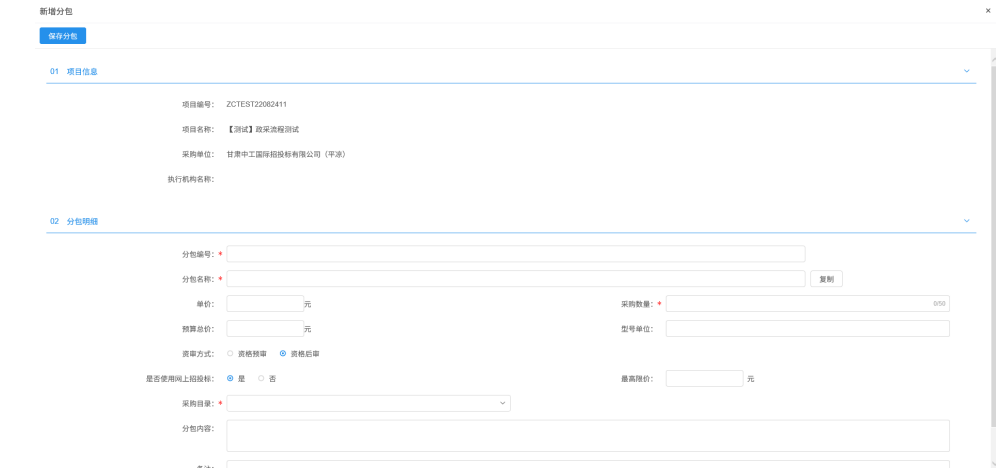 新增分包
×
保存分包
01 项目信息
项目编号： ZCTEST22082411
项目名称： 【测试】政采流程测试
采购单位： 甘肃中工国际招投标有限公司（平凉）
执行机构名称：
02 分包明细
分包编号：*
分包名称：* 复制
单价： 元 采购数量：* 0/50
预算总价： 元 型号单位：
资审方式： 资格预审 资格后审
是否使用网上招投标： 是 否 最高限价： 元
采购目录：*
分包内容：